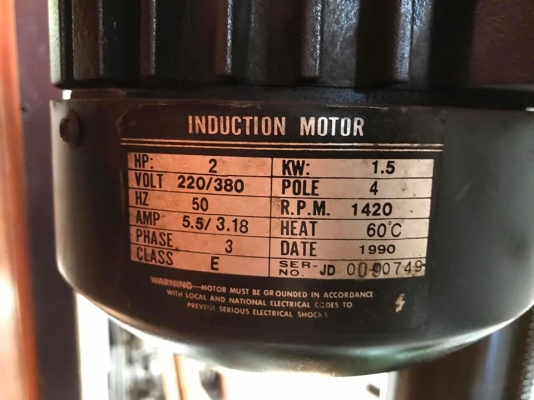 INDUCTION MOTOR
HP: 2 KW: 1.5
VOLT 220/380 POLE 4
HZ 50 R.P.M. 1420
AMP 5.5/3.18 HEAT 60°C
PHASE 3 DATE 1990
CLASS E SER-NO. JD 0090749
WARNING—MOTOR MUST BE GROUNDED IN ACCORDANCE
WITH LOCAL AND NATIONAL ELECTRICAL CODES TO
PREVENT SERIOUS ELECTRICAL SHOCKS